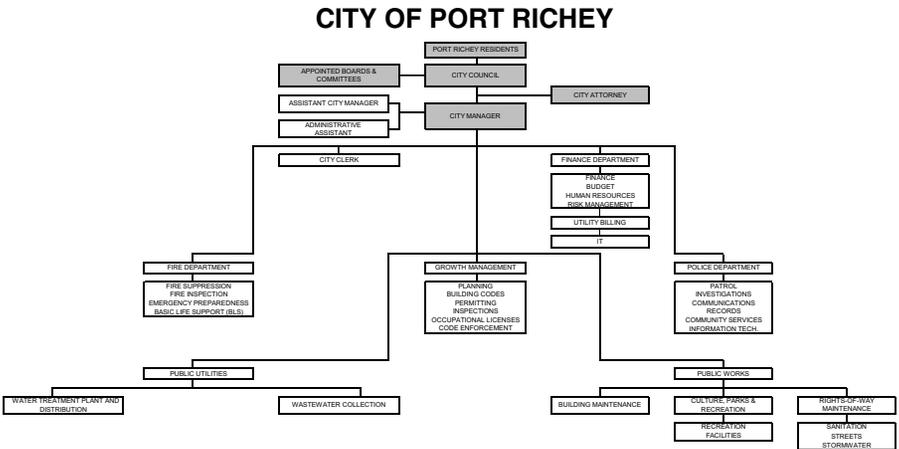 CITY OF PORT RICHEY
PORT RICHEY RESIDENTS
APPOINTED BOARDS &
COMMITTEES
CITY COUNCIL
CITY ATTORNEY
ASSISTANT CITY MANAGER
CITY MANAGER
ADMINISTRATIVE
ASSISTANT
CITY CLERK
FINANCE DEPARTMENT
FINANCE
BUDGET
HUMAN RESOURCES
RISK MANAGEMENT
UTILITY BILLING
IT
FIRE DEPARTMENT
FIRE SUPPRESSION
FIRE INSPECTION
EMERGENCY PREPAREDNESS
BASIC LIFE SUPPORT (BLS)
GROWTH MANAGEMENT
PLANNING
BUILDING CODES
PERMITTING
INSPECTIONS
OCCUPATIONAL LICENSES
CODE ENFORCEMENT
POLICE DEPARTMENT
PATROL
INVESTIGATIONS
COMMUNICATIONS
RECORDS
COMMUNITY SERVICES
INFORMATION TECH.
PUBLIC UTILITIES
WATER TREATMENT PLANT AND
DISTRIBUTION
WASTEWATER COLLECTION
PUBLIC WORKS
BUILDING MAINTENANCE
CULTURE, PARKS &
RECREATION
RECREATION
FACILITIES
RIGHTS-OF-WAY
MAINTENANCE
SANITATION
STREETS
STORMWATER